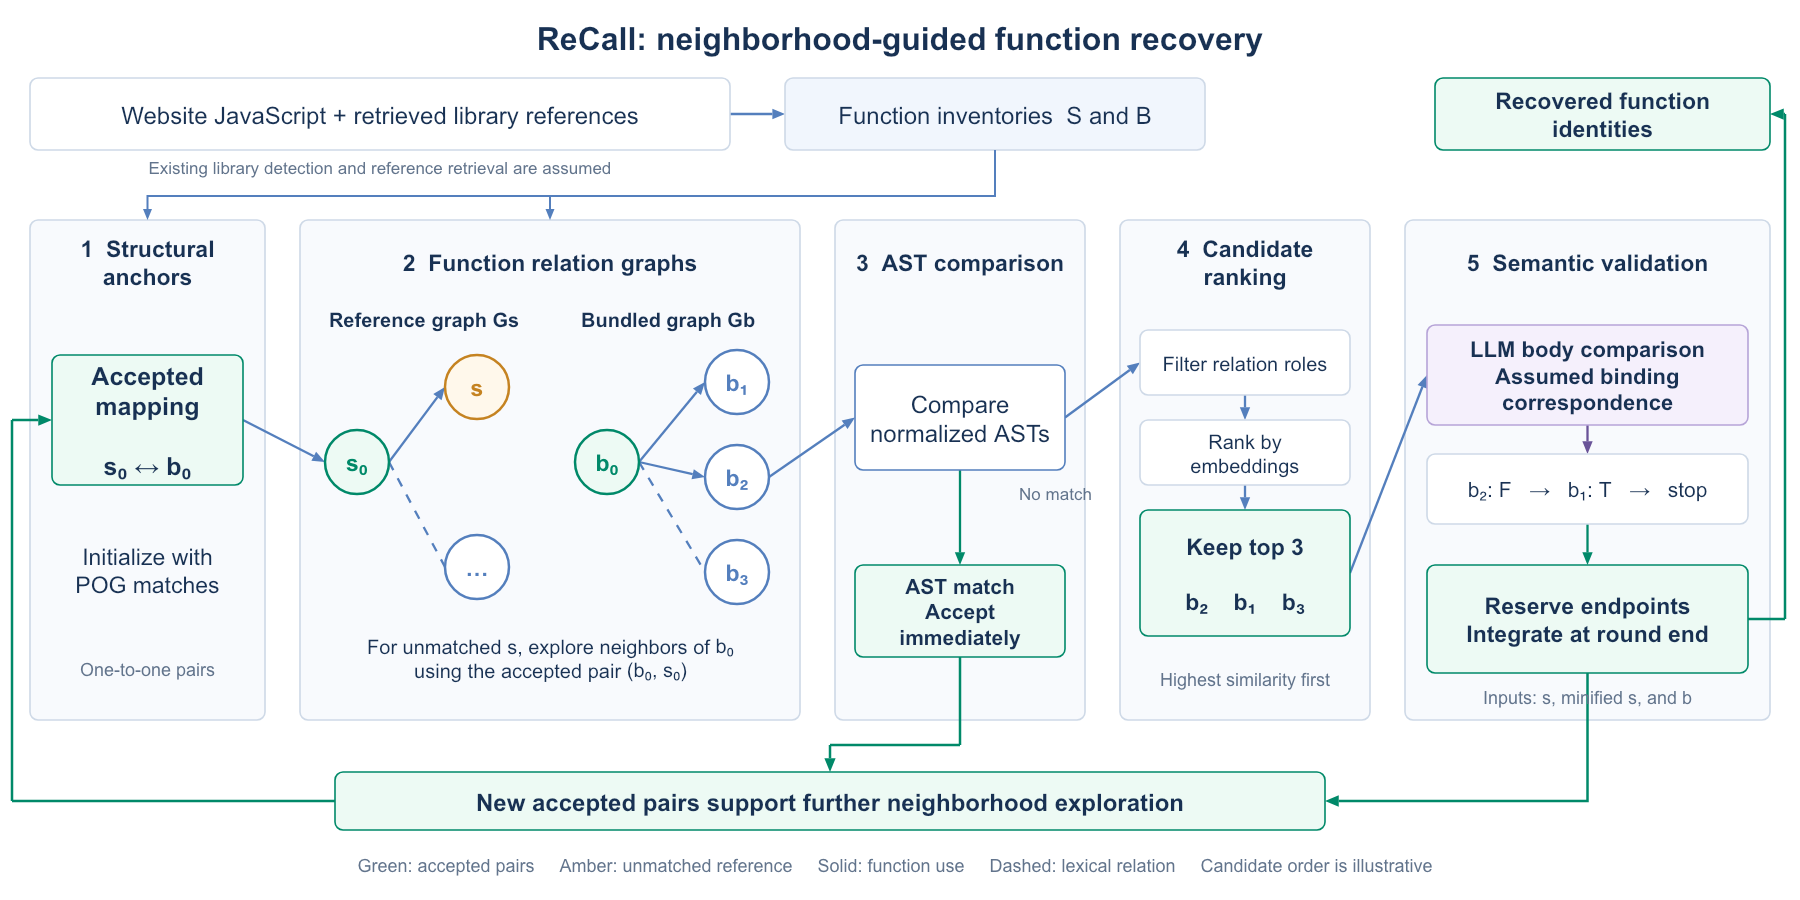 ReCall: neighborhood-guided function recovery
Website JavaScript + retrieved library references
Function inventories S and B
Recovered function
identities
Existing library detection and reference retrieval are assumed
1 Structural
anchors
Accepted
mapping
s₀ ↔ b₀
Initialize with
POG matches
One-to-one pairs
2 Function relation graphs
Reference graph Gs
Bundled graph Gb
s
s₀
…
b₁
b₀
b₂
b₃
For unmatched s, explore neighbors of b₀
using the accepted pair (b₀, s₀)
3 AST comparison
Compare
normalized ASTs
No match
AST match
Accept
immediately
4 Candidate
ranking
Filter relation roles
Rank by
embeddings
Keep top 3
b₂ b₁ b₃
Highest similarity first
5 Semantic validation
LLM body comparison
Assumed binding
correspondence
b₂: F → b₁: T → stop
Reserve endpoints
Integrate at round end
Inputs: s, minified s, and b
New accepted pairs support further neighborhood exploration
Green: accepted pairs Amber: unmatched reference Solid: function use Dashed: lexical relation Candidate order is illustrative